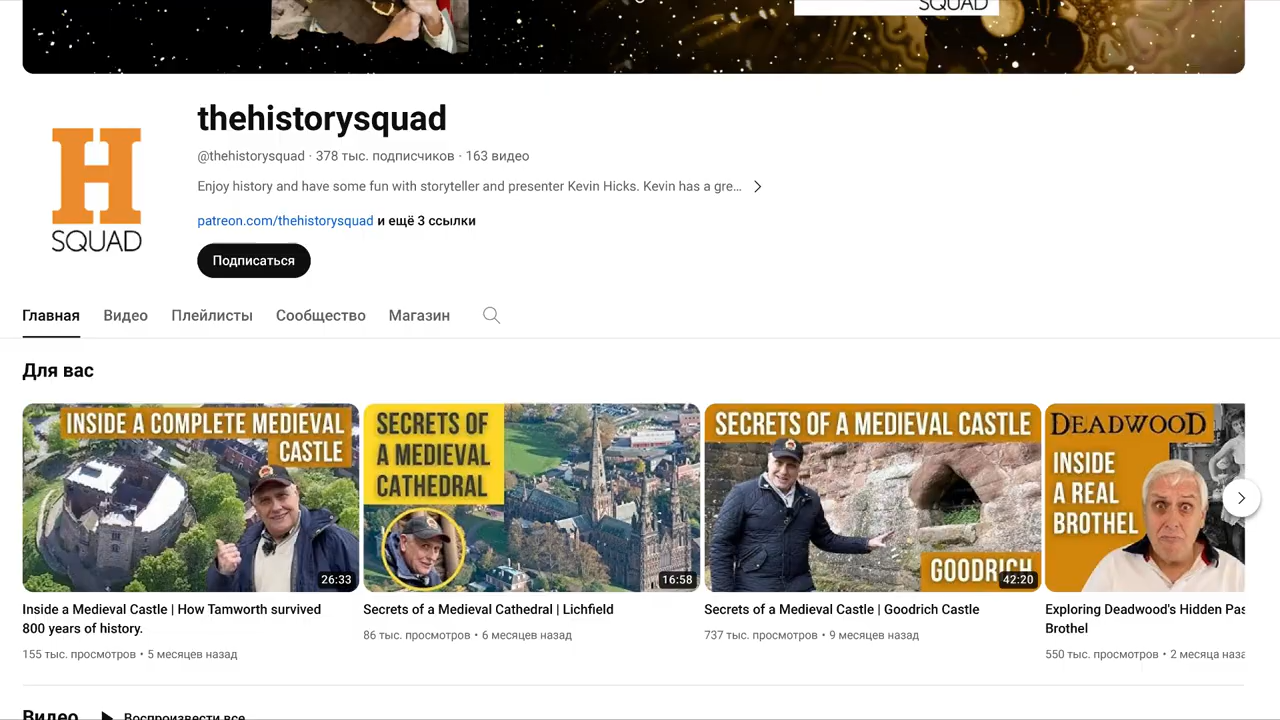 SQUAD
thehistorysquad
@thehistorysquad · 378 тыс. подписчиков · 163 видео
Enjoy history and have some fun with storyteller and presenter Kevin Hicks. Kevin has a gre...
patreon.com/thehistorysquad и ещё 3 ссылки
H
SQUAD
Подписаться
Главная Видео Плейлисты Сообщество Магазин
Для вас
INSIDE A COMPLETE MEDIEVAL
CASTLE
26:33
SECRETS OF
A MEDIEVAL
CATHEDRAL
16:58
SECRETS OF A MEDIEVAL CASTLE
GOODRICH
42:20
DEADWOOD
INSIDE
A REAL
BROTHEL
Inside a Medieval Castle | How Tamworth survived
800 years of history.
155 тыс. просмотров • 5 месяцев назад
Secrets of a Medieval Cathedral | Lichfield
86 тыс. просмотров • 6 месяцев назад
Secrets of a Medieval Castle | Goodrich Castle
737 тыс. просмотров • 9 месяцев назад
Exploring Deadwood's Hidden Pas
Brothel
550 тыс. просмотров • 2 месяца наза
Видео Воспроизвести все